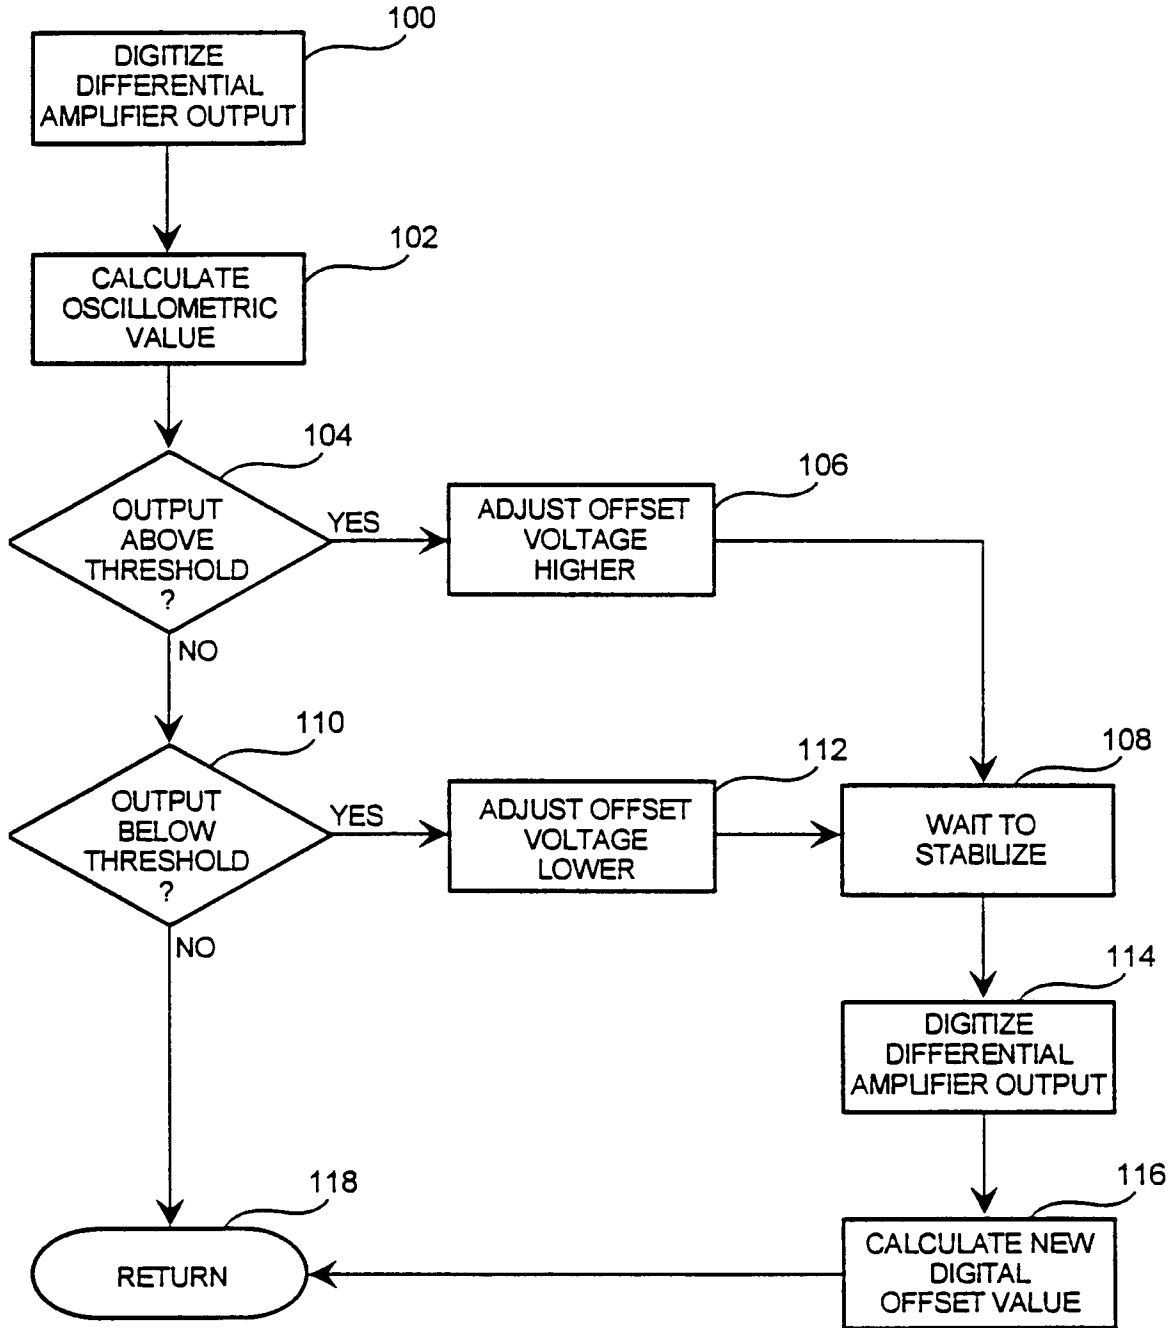 100
DIGITIZE
DIFFERENTIAL
AMPLIFIER OUTPUT
102
CALCULATE
OSCILLOMETRIC
VALUE
104
OUTPUT
ABOVE
THRESHOLD
?
YES
NO
106
ADJUST OFFSET
VOLTAGE
HIGHER
110
OUTPUT
BELOW
THRESHOLD
?
YES
NO
112
ADJUST OFFSET
VOLTAGE
LOWER
108
WAIT TO
STABILIZE
114
DIGITIZE
DIFFERENTIAL
AMPLIFIER OUTPUT
116
CALCULATE NEW
DIGITAL
OFFSET VALUE
118
RETURN